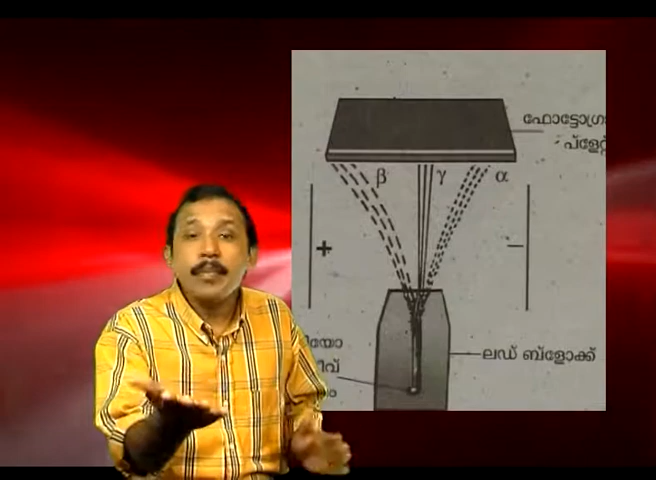 ഫോട്ടോഗ്രാ
പ്ളേറ്റ്
β γ α
+ −
ലഡ് ബ്ളോക്ക്